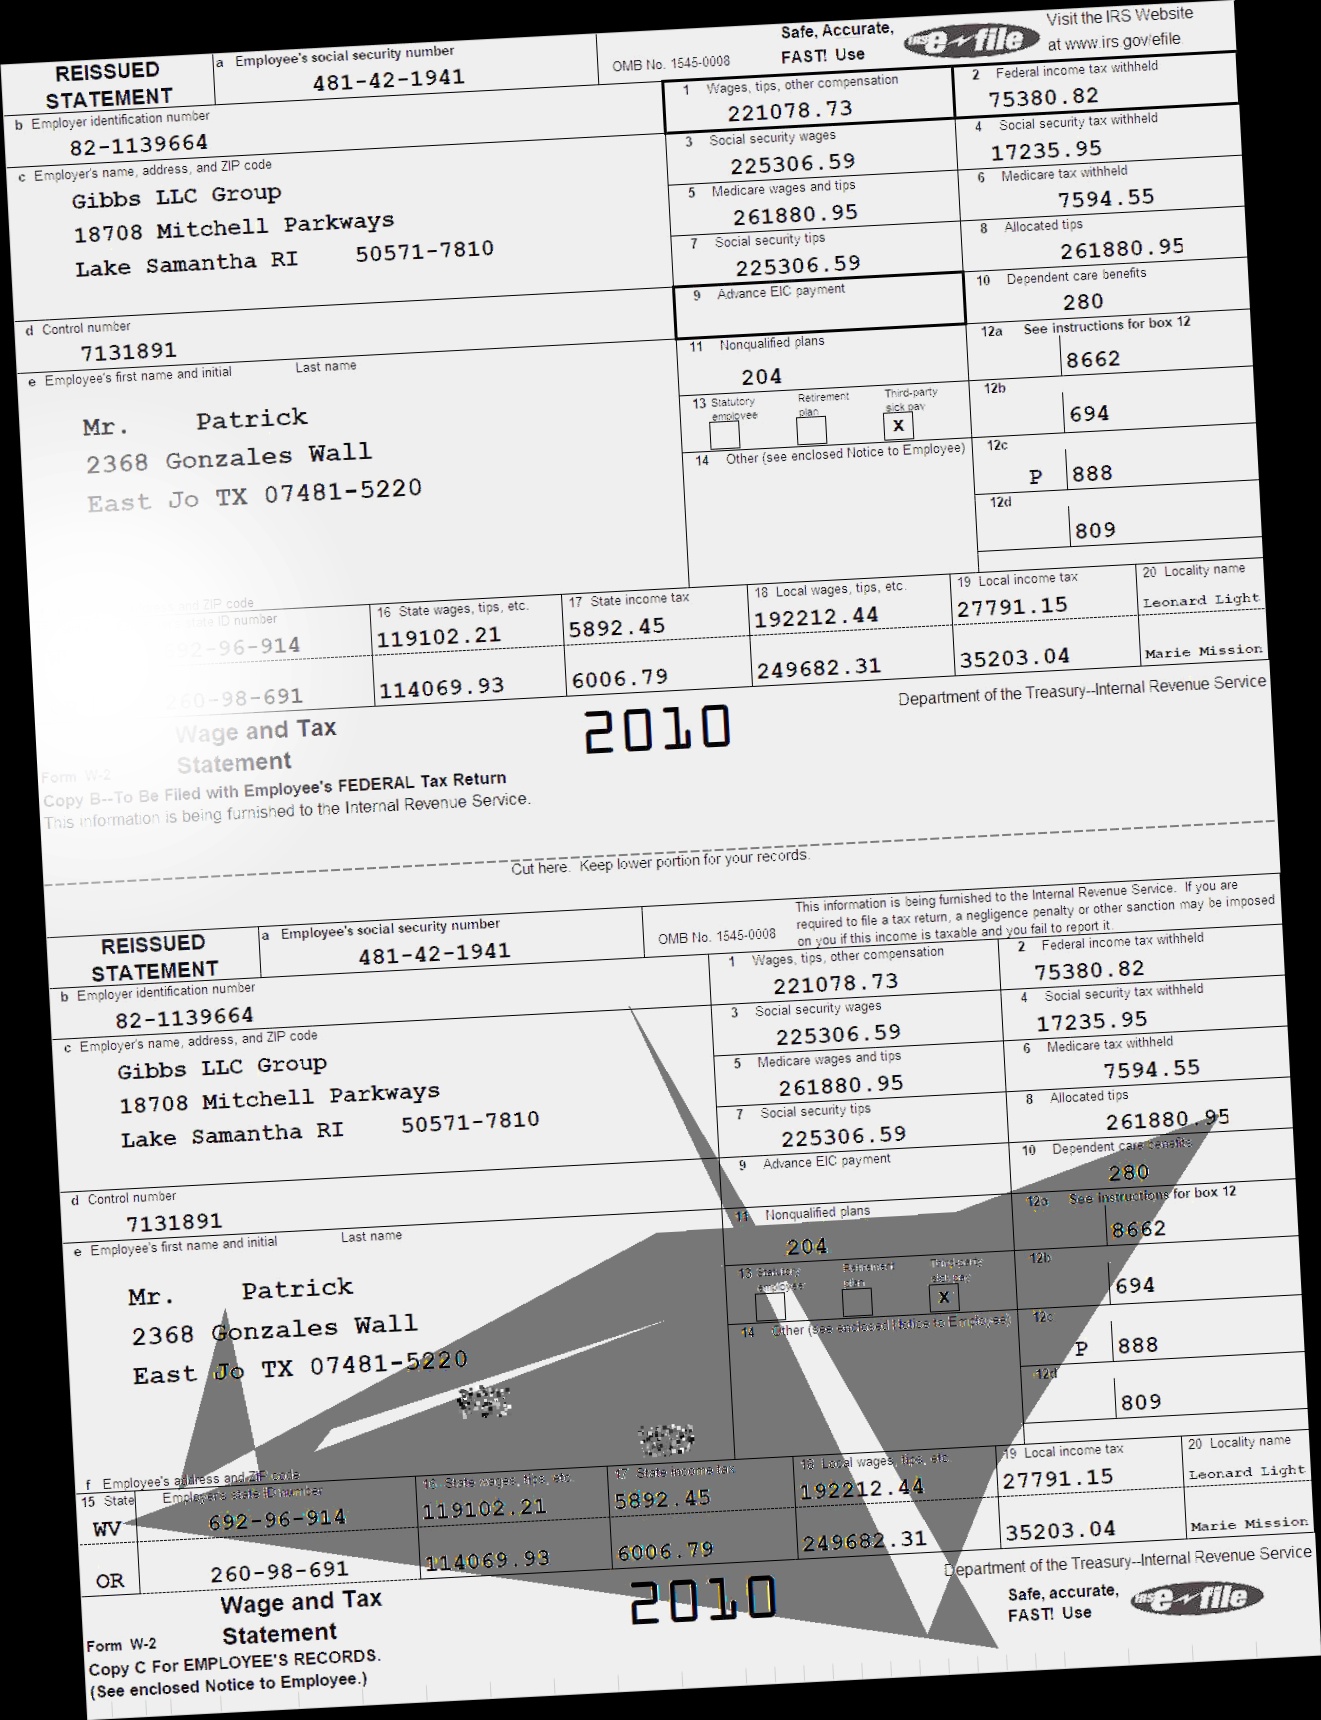 REISSUED
STATEMENT
a Employee's social security number
481-42-1941
OMB No. 1545-0008
Safe, Accurate,
FAST! Use
IRS e-file
Visit the IRS Website
at www.irs.gov/efile
b Employer identification number
82-1139664
1 Wages, tips, other compensation
221078.73
2 Federal income tax withheld
75380.82
c Employer's name, address, and ZIP code
Gibbs LLC Group
18708 Mitchell Parkways
Lake Samantha RI 50571-7810
3 Social security wages
225306.59
4 Social security tax withheld
17235.95
5 Medicare wages and tips
261880.95
6 Medicare tax withheld
7594.55
7 Social security tips
225306.59
8 Allocated tips
261880.95
d Control number
7131891
9 Advance EIC payment
10 Dependent care benefits
280
e Employee's first name and initial Last name
Mr. Patrick
2368 Gonzales Wall
East Jo TX 07481-5220
11 Nonqualified plans
204
12a See instructions for box 12
8662
13 Statutory employee Retirement plan Third-party sick pay
X
12b
694
14 Other (see enclosed Notice to Employee)
12c
P 888
12d
809
and ZIP code
state ID number
92-96-914
260-98-691
16 State wages, tips, etc.
119102.21
114069.93
17 State income tax
5892.45
6006.79
18 Local wages, tips, etc.
192212.44
249682.31
19 Local income tax
27791.15
35203.04
20 Locality name
Leonard Light
Marie Mission
Wage and Tax
Statement
Form W-2
2010
Department of the Treasury--Internal Revenue Service
Copy B--To Be Filed with Employee's FEDERAL Tax Return
This information is being furnished to the Internal Revenue Service.
Cut here. Keep lower portion for your records.
REISSUED
STATEMENT
a Employee's social security number
481-42-1941
OMB No. 1545-0008
This information is being furnished to the Internal Revenue Service. If you are
required to file a tax return, a negligence penalty or other sanction may be imposed
on you if this income is taxable and you fail to report it.
b Employer identification number
82-1139664
1 Wages, tips, other compensation
221078.73
2 Federal income tax withheld
75380.82
c Employer's name, address, and ZIP code
Gibbs LLC Group
18708 Mitchell Parkways
Lake Samantha RI 50571-7810
3 Social security wages
225306.59
4 Social security tax withheld
17235.95
5 Medicare wages and tips
261880.95
6 Medicare tax withheld
7594.55
7 Social security tips
225306.59
8 Allocated tips
261880.95
d Control number
7131891
9 Advance EIC payment
10 Dependent care benefits
280
e Employee's first name and initial Last name
Mr. Patrick
2368 Gonzales Wall
East Jo TX 07481-5220
11 Nonqualified plans
204
12a See instructions for box 12
8662
13 Statutory employee Retirement plan Third-party sick pay
X
12b
694
14 Other (see enclosed Notice to Employee)
12c
P 888
12d
809
f Employee's address and ZIP code
15 State Employer's state ID number
WV 692-96-914
OR 260-98-691
16 State wages, tips, etc.
119102.21
114069.93
17 State income tax
5892.45
6006.79
18 Local wages, tips, etc.
192212.44
249682.31
19 Local income tax
27791.15
35203.04
20 Locality name
Leonard Light
Marie Mission
Wage and Tax
Statement
Form W-2
2010
Department of the Treasury--Internal Revenue Service
Safe, accurate,
FAST! Use
IRS e-file
Copy C For EMPLOYEE'S RECORDS.
(See enclosed Notice to Employee.)